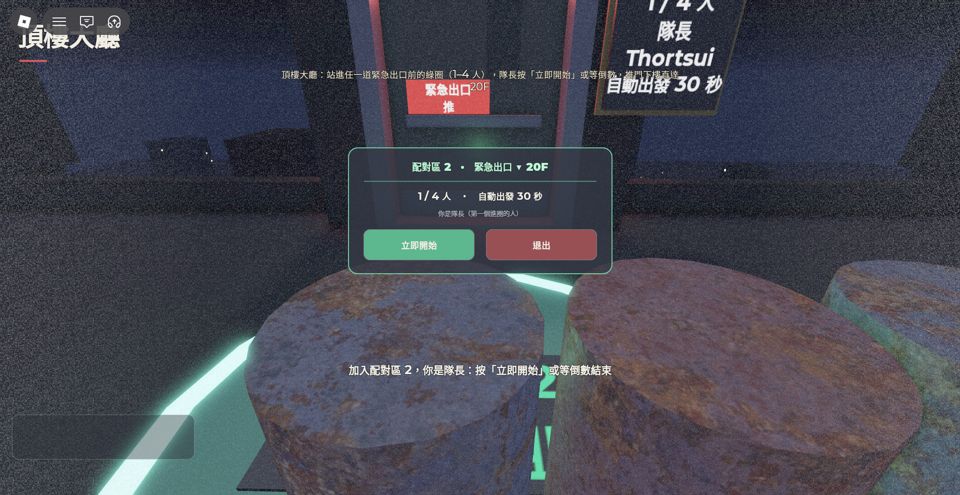 頂樓大廳
1 / 4 人
隊長
Thortsui
自動出發 30 秒
頂樓大廳：站進任一道緊急出口前的綠圈（1–4 人），隊長按「立即開始」或等倒數，推門下樓直達
20F
緊急出口
推
配對區 2 • 緊急出口 ▼ 20F
1 / 4 人 • 自動出發 30 秒
你是隊長（第一個進圈的人）
立即開始
退出
加入配對區 2，你是隊長：按「立即開始」或等倒數結束
2